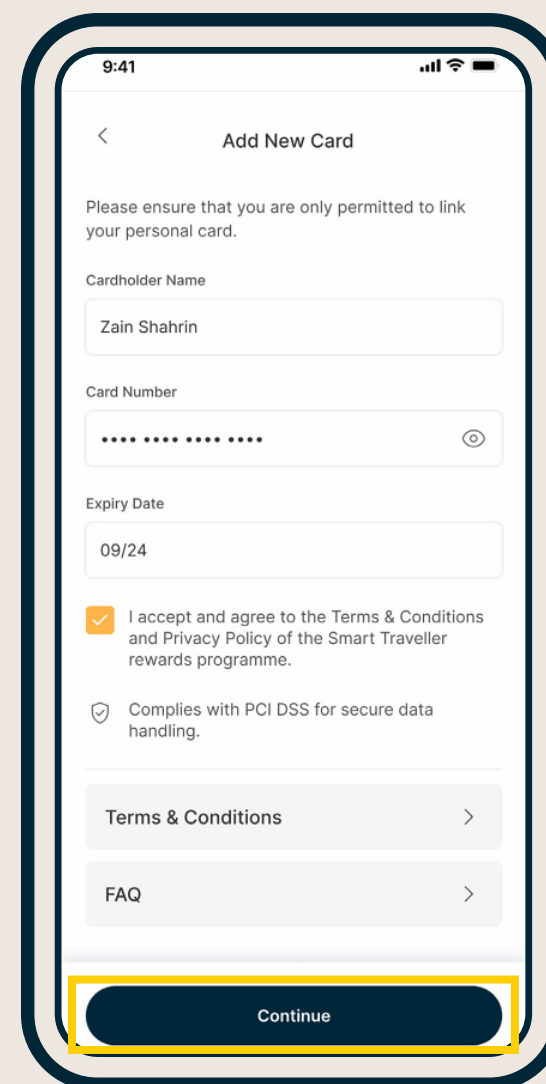 9:41
Add New Card
Please ensure that you are only permitted to link
your personal card.
Cardholder Name
Zain Shahrin
Card Number
•••• •••• •••• ••••
Expiry Date
09/24
I accept and agree to the Terms & Conditions
and Privacy Policy of the Smart Traveller
rewards programme.
Complies with PCI DSS for secure data
handling.
Terms & Conditions
FAQ
Continue